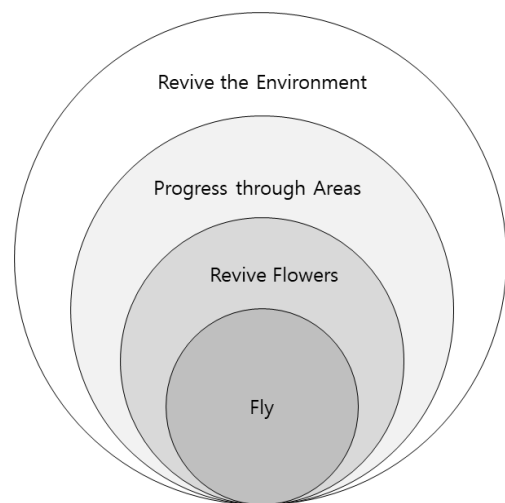 Revive the Environment
Progress through Areas
Revive Flowers
Fly